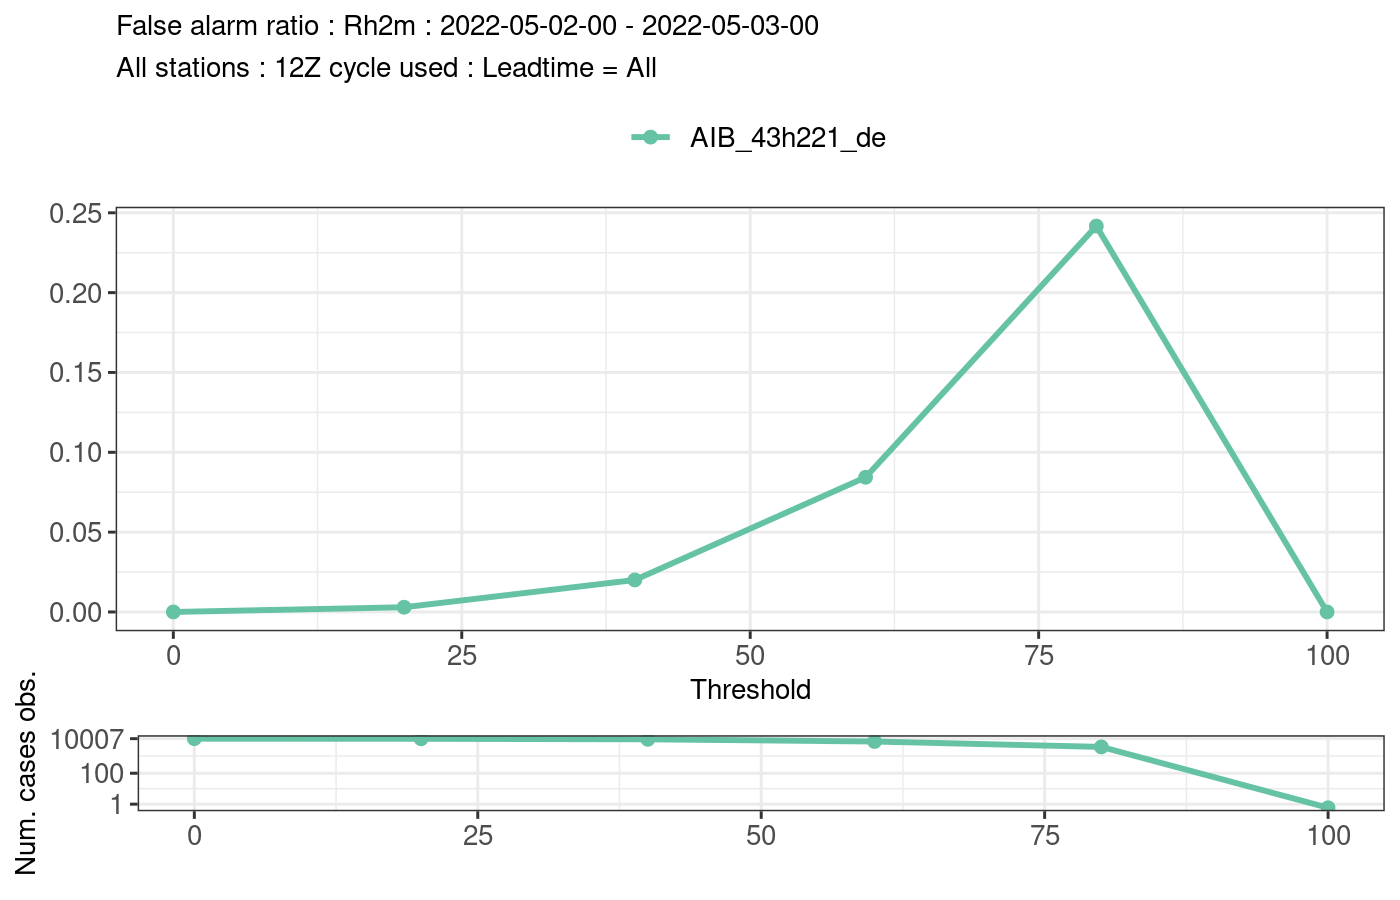 False alarm ratio : Rh2m : 2022-05-02-00 - 2022-05-03-00
All stations : 12Z cycle used : Leadtime = All
AIB_43h221_de
0.25
0.20
0.15
0.10
0.05
0.00
0 25 50 75 100
Threshold
Num. cases obs.
10007
100
1
0 25 50 75 100